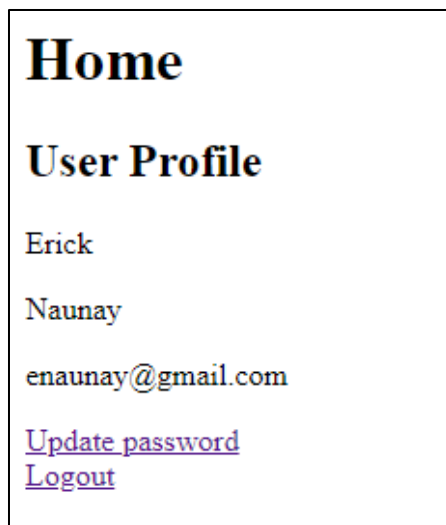 Home
User Profile
Erick
Naunay
enaunay@gmail.com
Update password
Logout